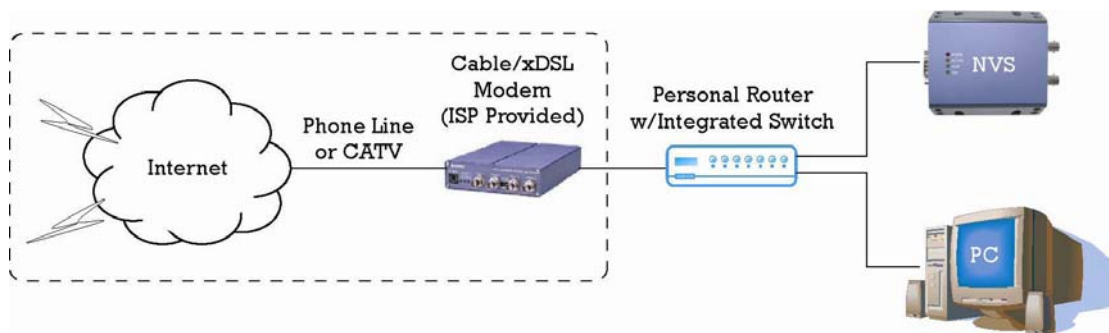 Internet
Phone Line
or CATV
Cable/xDSL
Modem
(ISP Provided)
Personal Router
w/Integrated Switch
NVS
PC